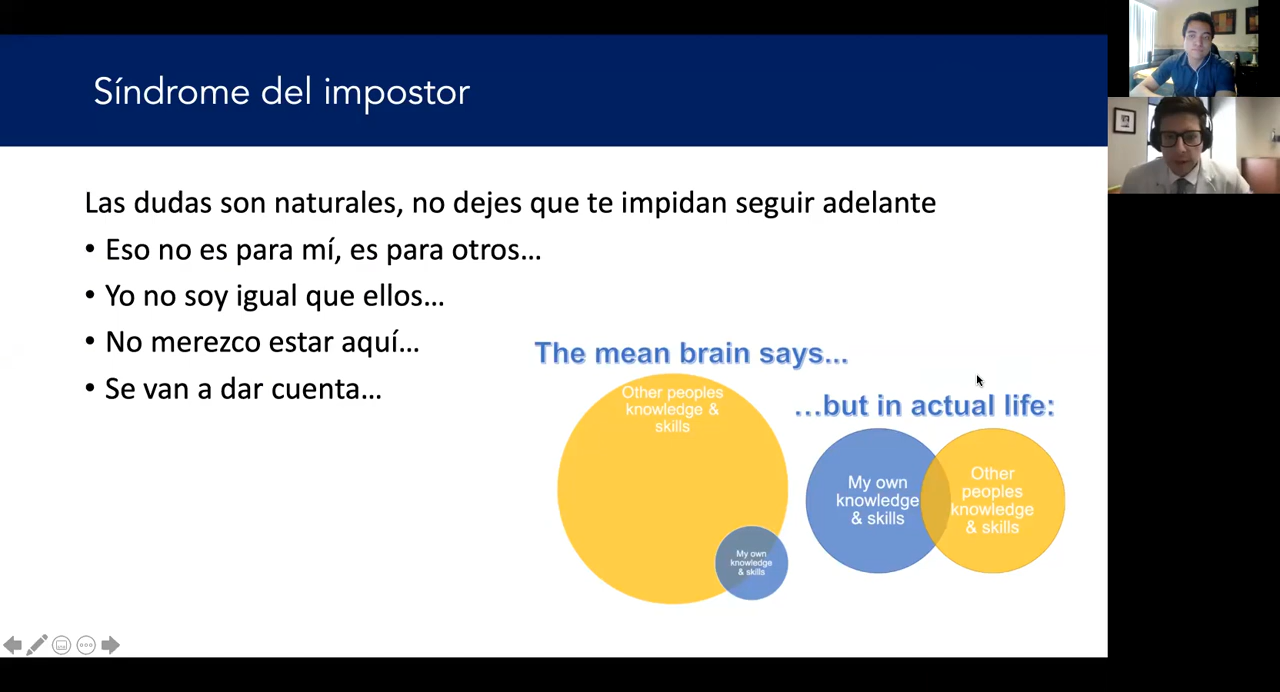 Síndrome del impostor
Las dudas son naturales, no dejes que te impidan seguir adelante
• Eso no es para mí, es para otros...
• Yo no soy igual que ellos...
• No merezco estar aquí...
• Se van a dar cuenta...
The mean brain says...
Other peoples
knowledge &
skills
My own
knowledge
& skills
...but in actual life:
My own
knowledge
& skills
Other
peoples
knowledge
& skills